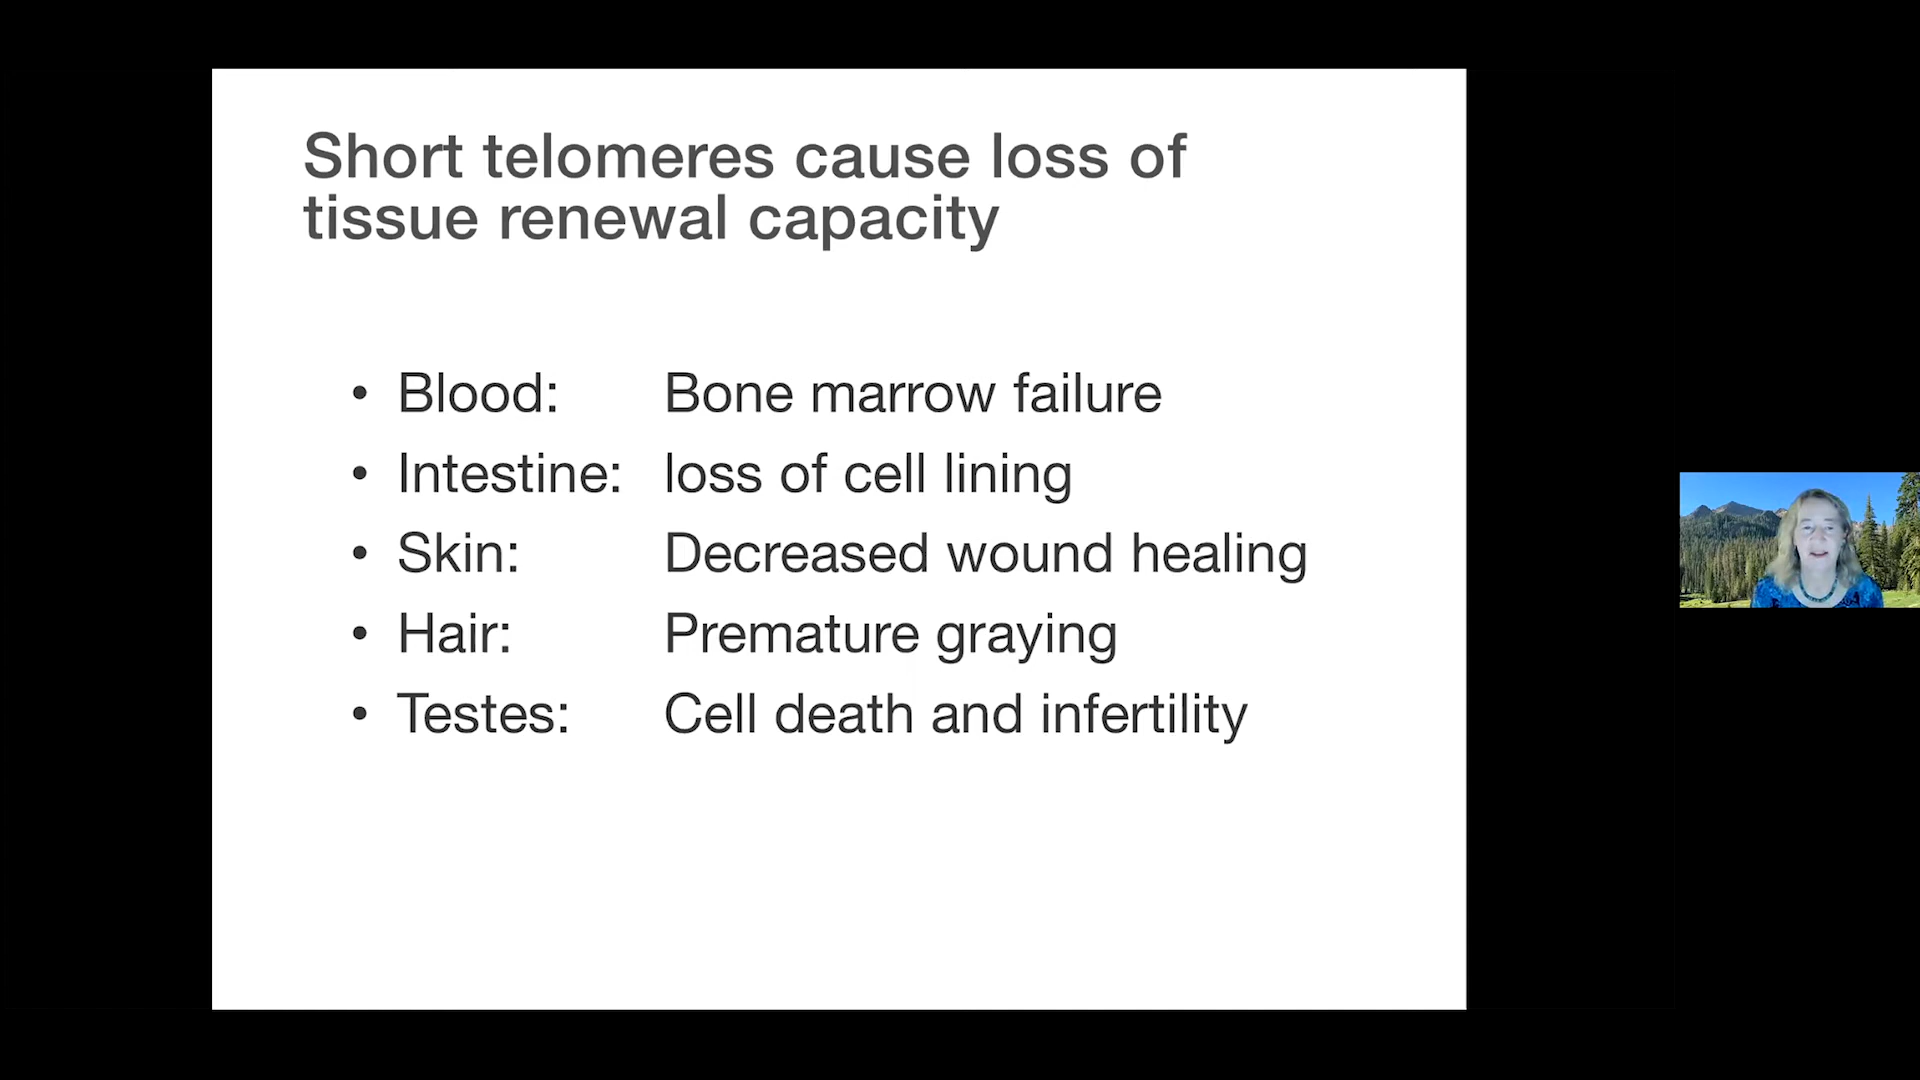 Short telomeres cause loss of
tissue renewal capacity
• Blood: Bone marrow failure
• Intestine: loss of cell lining
• Skin: Decreased wound healing
• Hair: Premature graying
• Testes: Cell death and infertility